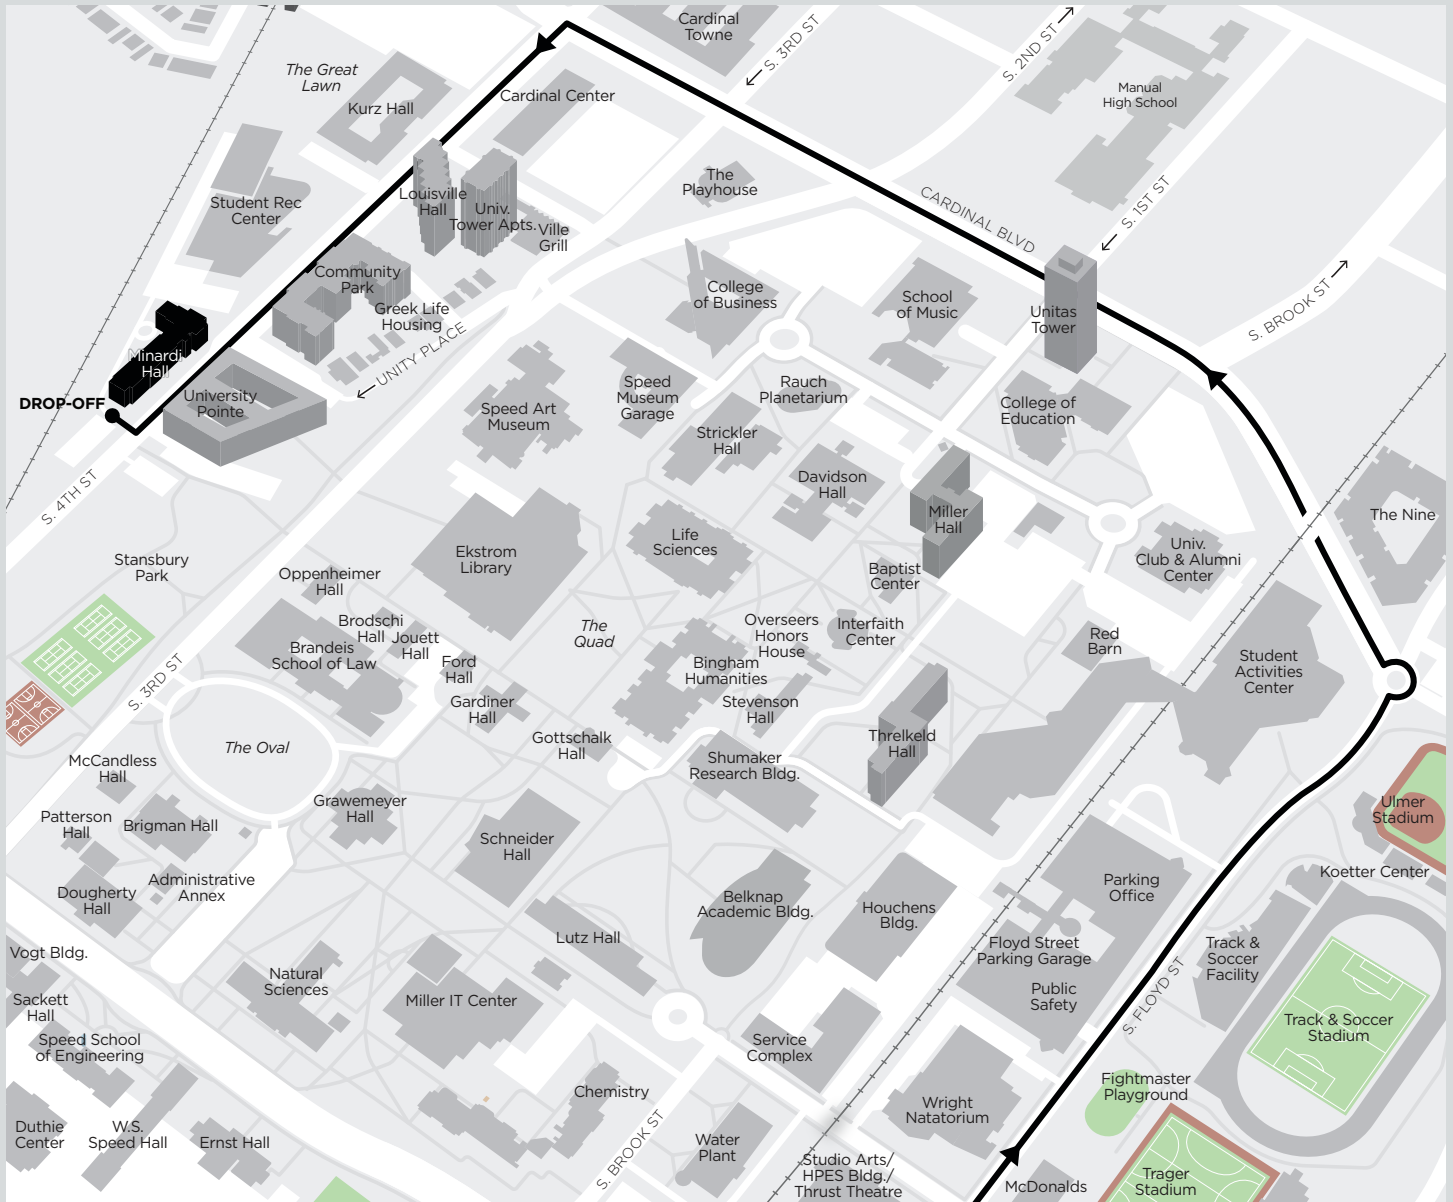 Cardinal
Towne
S. 3RD ST
S. 2ND ST
The Great
Lawn
Kurz Hall
Cardinal Center
Manual
High School
Student Rec
Center
Louisville
Hall
Univ.
Tower Apts.
Ville
Grill
The
Playhouse
CARDINAL BLVD
S. 1ST ST
S. BROOK ST
Community
Park
Greek Life
Housing
UNITY PLACE
College
of Business
School
of Music
Unitas
Tower
Minardi
Hall
DROP-OFF
University
Pointe
S. 4TH ST
Speed Art
Museum
Speed
Museum
Garage
Rauch
Planetarium
Strickler
Hall
College of
Education
Davidson
Hall
Miller
Hall
The Nine
Stansbury
Park
Ekstrom
Library
Life
Sciences
Univ.
Club & Alumni
Center
Baptist
Center
Oppenheimer
Hall
Brodschi
Hall
Jouett
Hall
Brandeis
School of Law
Ford
Hall
Gardiner
Hall
The
Quad
Overseers
Honors
House
Interfaith
Center
Bingham
Humanities
Stevenson
Hall
Red
Barn
Student
Activities
Center
S. 3RD ST
The Oval
Gottschalk
Hall
Shumaker
Research Bldg.
Threlkeld
Hall
McCandless
Hall
Patterson
Hall
Brigman Hall
Grawemeyer
Hall
Schneider
Hall
Ulmer
Stadium
Koetter Center
Dougherty
Hall
Administrative
Annex
Belknap
Academic Bldg.
Houchens
Bldg.
Parking
Office
Floyd Street
Parking Garage
Public
Safety
Track &
Soccer
Facility
Lutz Hall
Vogt Bldg.
Sackett
Hall
Speed School
of Engineering
Natural
Sciences
Miller IT Center
S. FLOYD ST
Track & Soccer
Stadium
Service
Complex
Chemistry
Fightmaster
Playground
Wright
Natatorium
Duthie
Center
W.S.
Speed Hall
Ernst Hall
S. BROOK ST
Water
Plant
Studio Arts/
HPES Bldg./
Thrust Theatre
McDonalds
Trager
Stadium